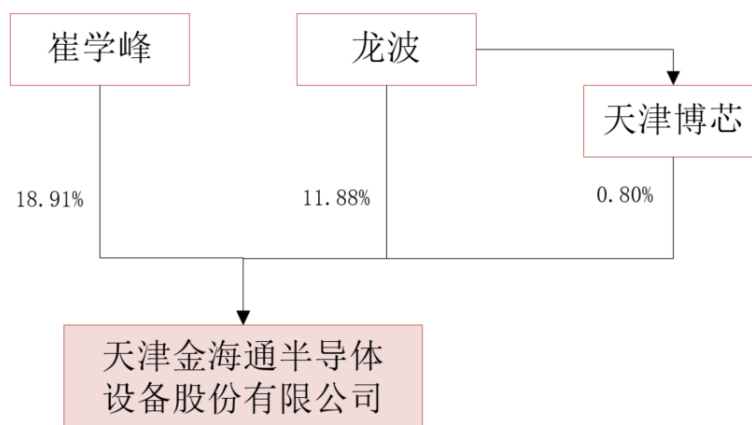 崔学峰
龙波
天津博芯
18.91%
11.88%
0.80%
天津金海通半导体
设备股份有限公司